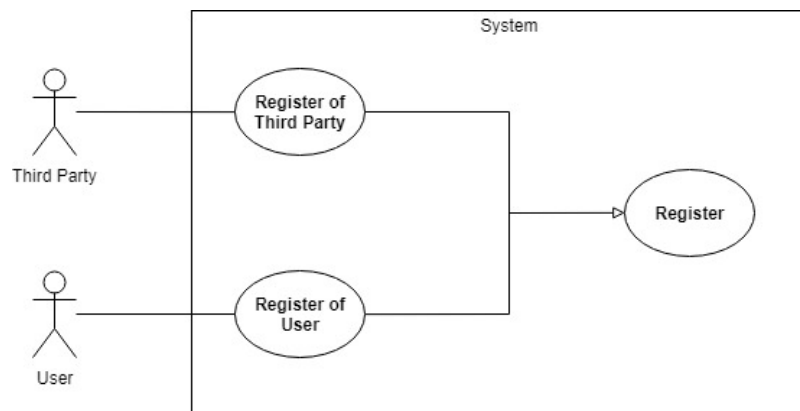 System
Register of
Third Party
Third Party
Register
Register of
User
User